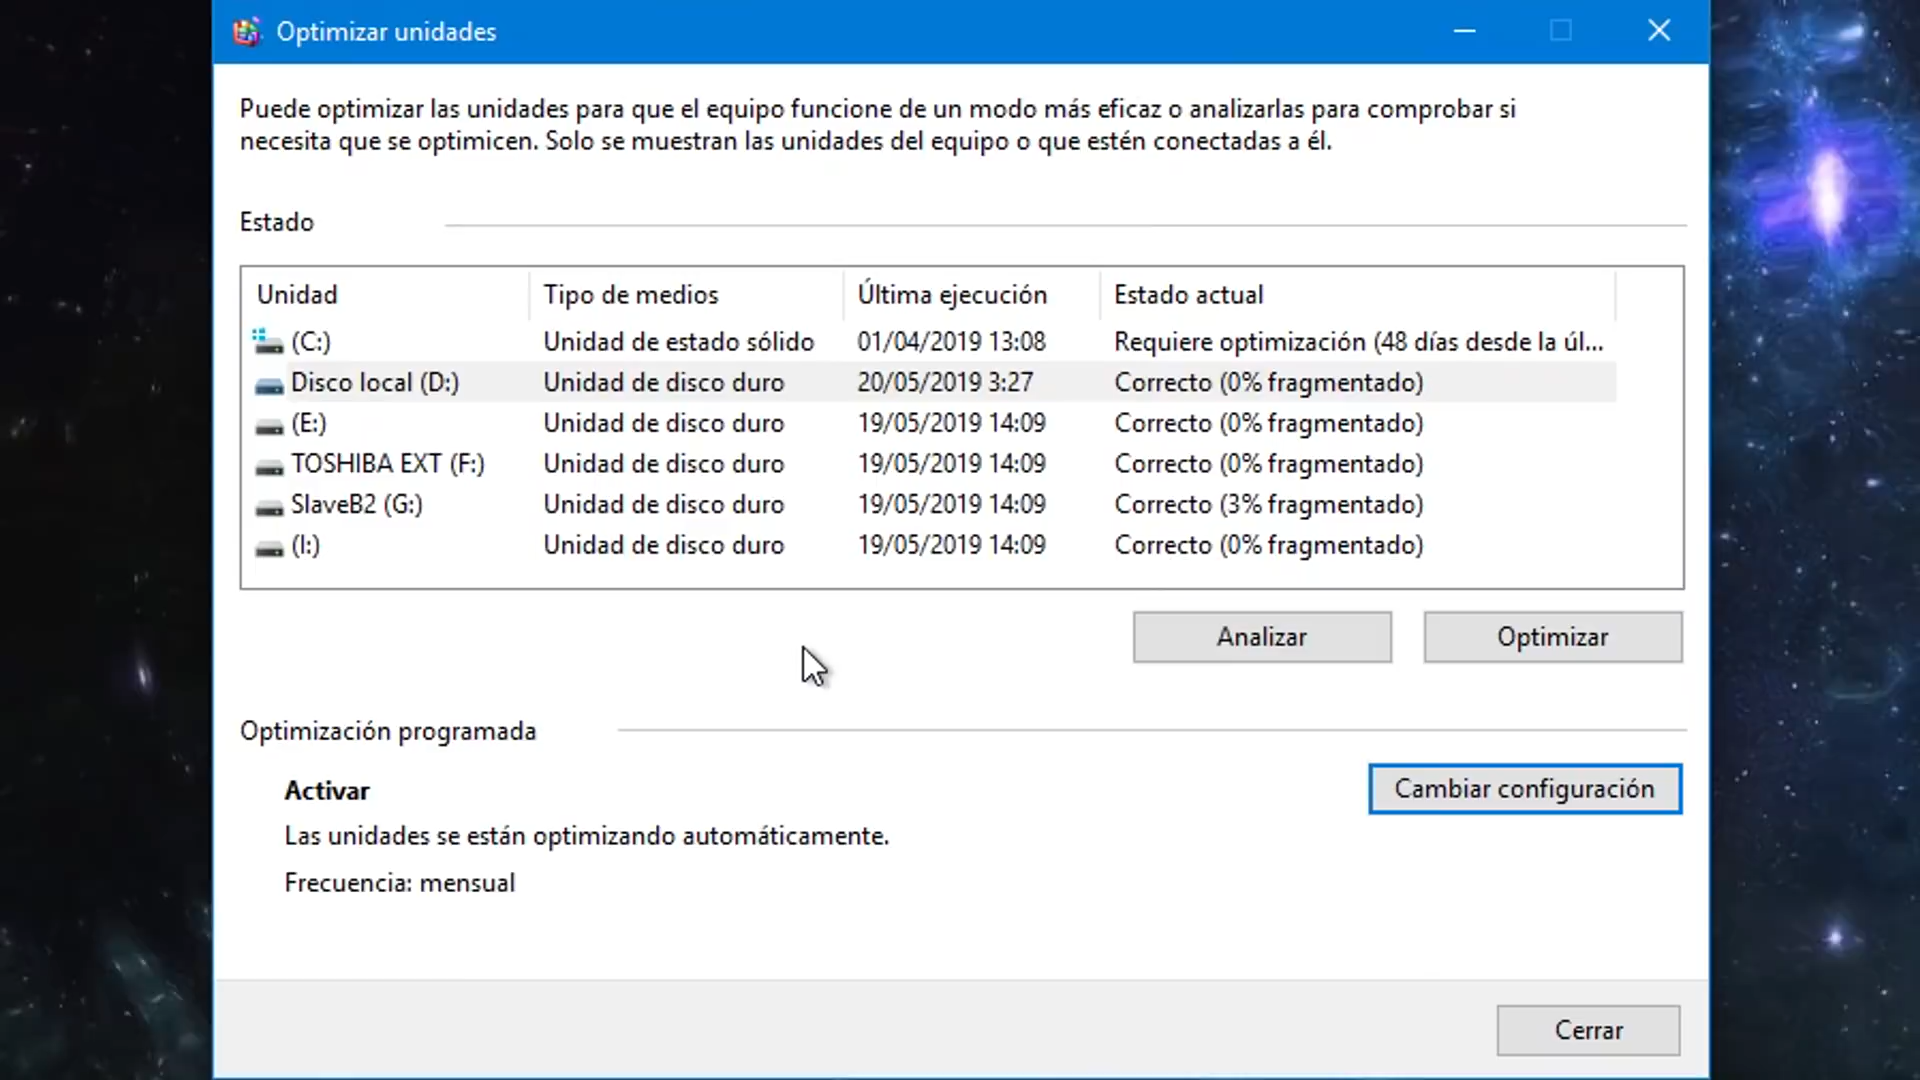 Optimizar unidades
Puede optimizar las unidades para que el equipo funcione de un modo más eficaz o analizarlas para comprobar si
necesita que se optimicen. Solo se muestran las unidades del equipo o que estén conectadas a él.
Estado
Unidad Tipo de medios Última ejecución Estado actual
(C:) Unidad de estado sólido 01/04/2019 13:08 Requiere optimización (48 días desde la úl...
Disco local (D:) Unidad de disco duro 20/05/2019 3:27 Correcto (0% fragmentado)
(E:) Unidad de disco duro 19/05/2019 14:09 Correcto (0% fragmentado)
TOSHIBA EXT (F:) Unidad de disco duro 19/05/2019 14:09 Correcto (0% fragmentado)
SlaveB2 (G:) Unidad de disco duro 19/05/2019 14:09 Correcto (3% fragmentado)
(I:) Unidad de disco duro 19/05/2019 14:09 Correcto (0% fragmentado)
Analizar Optimizar
Optimización programada
Activar Cambiar configuración
Las unidades se están optimizando automáticamente.
Frecuencia: mensual
Cerrar